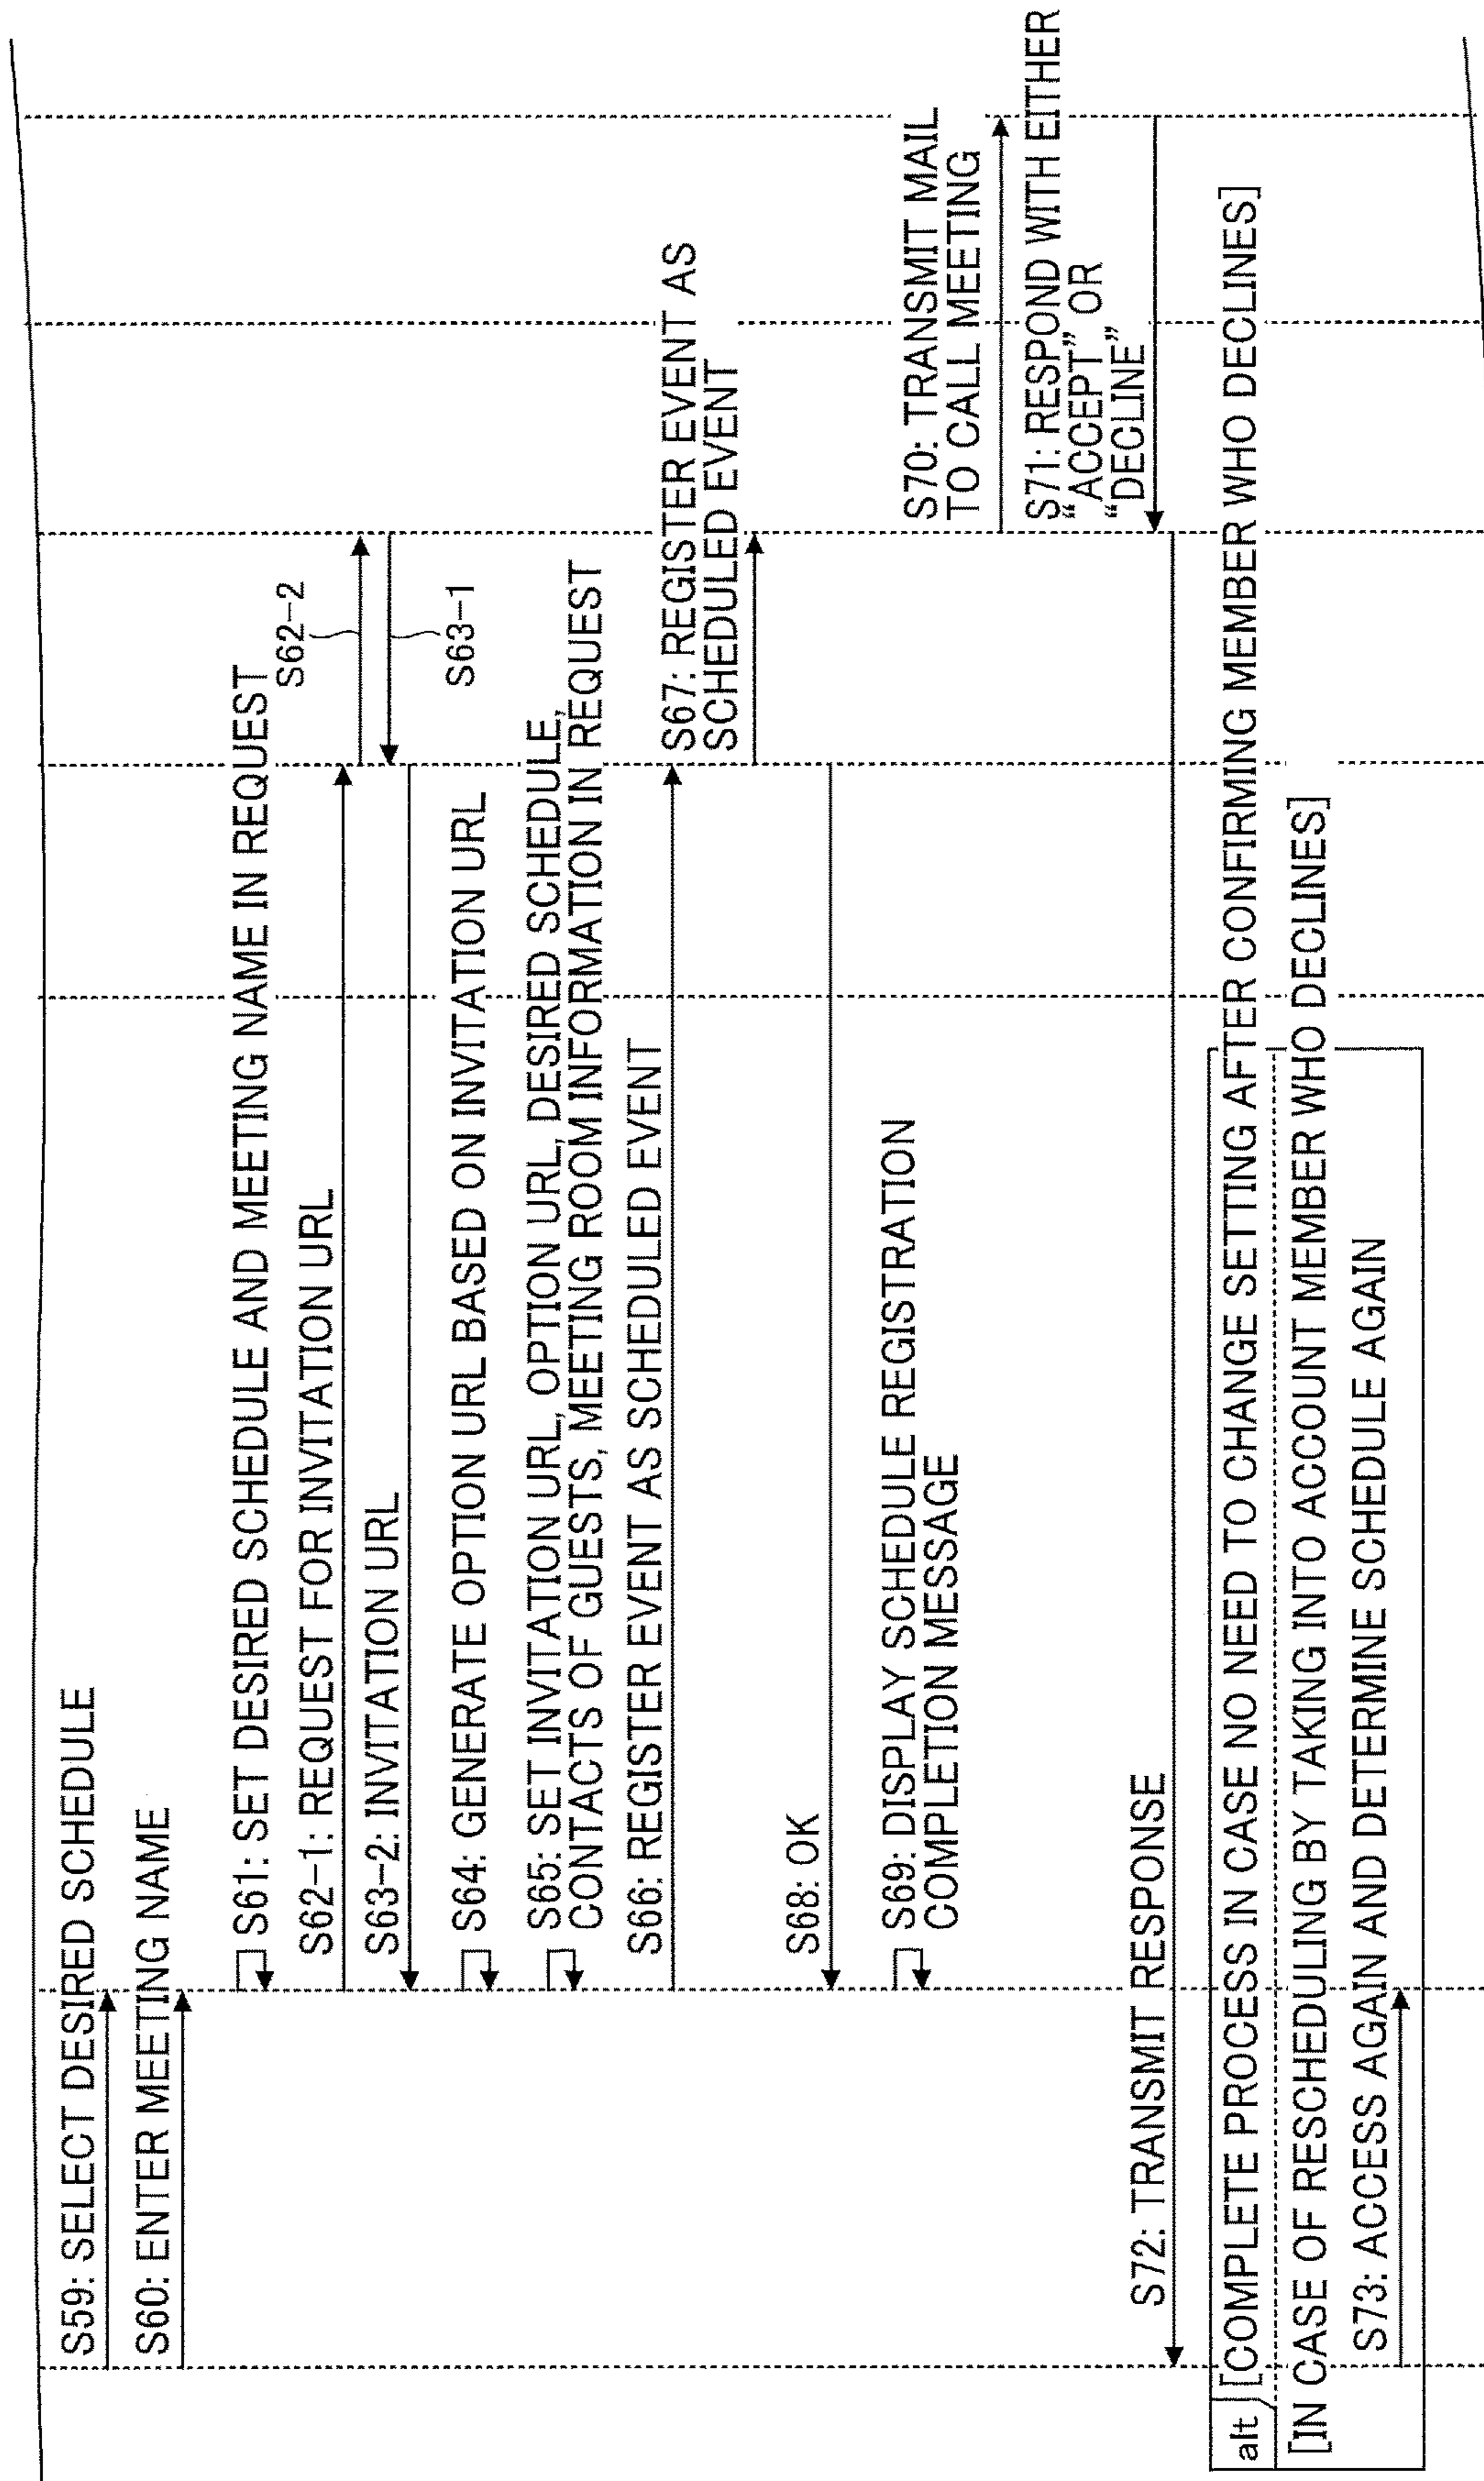 S59: SELECT DESIRED SCHEDULE
S60: ENTER MEETING NAME
S61: SET DESIRED SCHEDULE AND MEETING NAME IN REQUEST
S62-1: REQUEST FOR INVITATION URL
S62-2
S63-2: INVITATION URL
S63-1
S64: GENERATE OPTION URL BASED ON INVITATION URL
S65: SET INVITATION URL, OPTION URL, DESIRED SCHEDULE,
CONTACTS OF GUESTS, MEETING ROOM INFORMATION IN REQUEST
S66: REGISTER EVENT AS SCHEDULED EVENT
S67: REGISTER EVENT AS
SCHEDULED EVENT
S68: OK
S69: DISPLAY SCHEDULE REGISTRATION
COMPLETION MESSAGE
S70: TRANSMIT MAIL
TO CALL MEETING
S71: RESPOND WITH EITHER
“ACCEPT” OR
“DECLINE”
S72: TRANSMIT RESPONSE
alt [COMPLETE PROCESS IN CASE NO NEED TO CHANGE SETTING AFTER CONFIRMING MEMBER WHO DECLINES]
[IN CASE OF RESCHEDULING BY TAKING INTO ACCOUNT MEMBER WHO DECLINES]
S73: ACCESS AGAIN AND DETERMINE SCHEDULE AGAIN